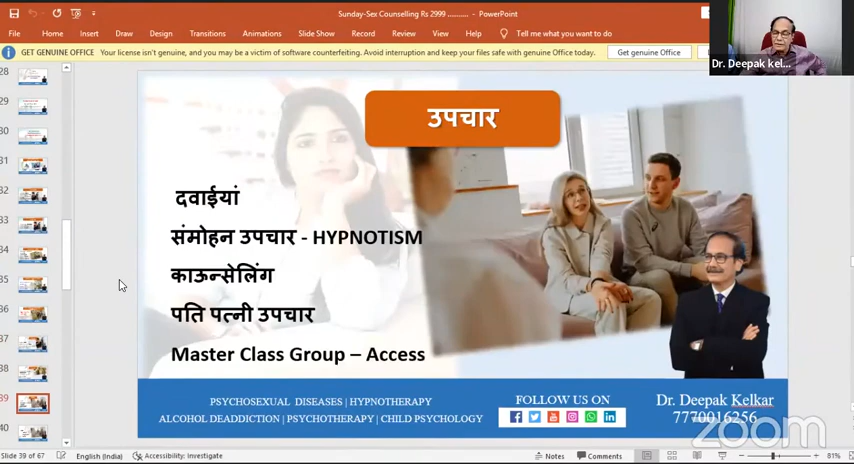 Sunday-Sex Counselling Rs 2999 .......... - PowerPoint
File Home Insert Draw Design Transitions Animations Slide Show Record Review View Help Tell me what you want to do
GET GENUINE OFFICE Your license isn't genuine, and you may be a victim of software counterfeiting. Avoid interruption and keep your files safe with genuine Office today. Get genuine Office
Dr. Deepak kel...
28
29
30
31
32
33
34
35
36
37
38
39
40
उपचार
दवाईयां
संमोहन उपचार - HYPNOTISM
काऊन्सेलिंग
पति पत्नी उपचार
Master Class Group – Access
PSYCHOSEXUAL DISEASES | HYPNOTHERAPY
ALCOHOL DEADDICTION | PSYCHOTHERAPY | CHILD PSYCHOLOGY
FOLLOW US ON
Dr. Deepak Kelkar
7770016256
zoom
Slide 39 of 67 English (India) Accessibility: Investigate Notes Comments 81%